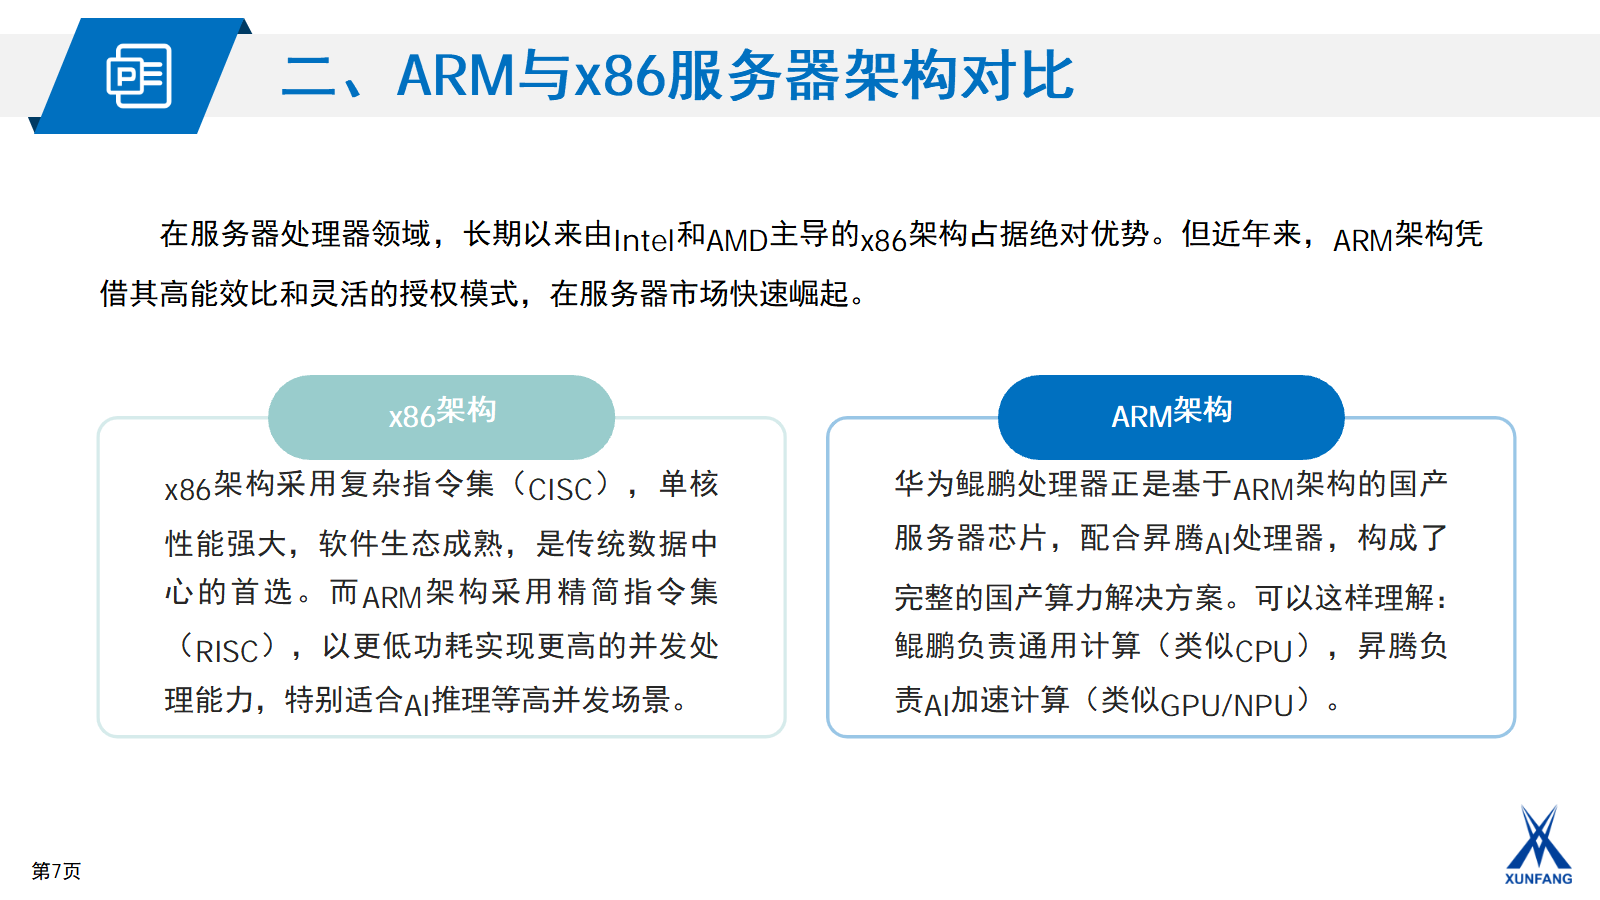 二、ARM与x86服务器架构对比
在服务器处理器领域，长期以来由Intel和AMD主导的x86架构占据绝对优势。但近年来，ARM架构凭
借其高能效比和灵活的授权模式，在服务器市场快速崛起。
x86架构
x86架构采用复杂指令集（CISC），单核
性能强大，软件生态成熟，是传统数据中
心的首选。而ARM架构采用精简指令集
（RISC），以更低功耗实现更高的并发处
理能力，特别适合AI推理等高并发场景。
ARM架构
华为鲲鹏处理器正是基于ARM架构的国产
服务器芯片，配合昇腾AI处理器，构成了
完整的国产算力解决方案。可以这样理解：
鲲鹏负责通用计算（类似CPU），昇腾负
责AI加速计算（类似GPU/NPU）。
第7页
XUNFANG